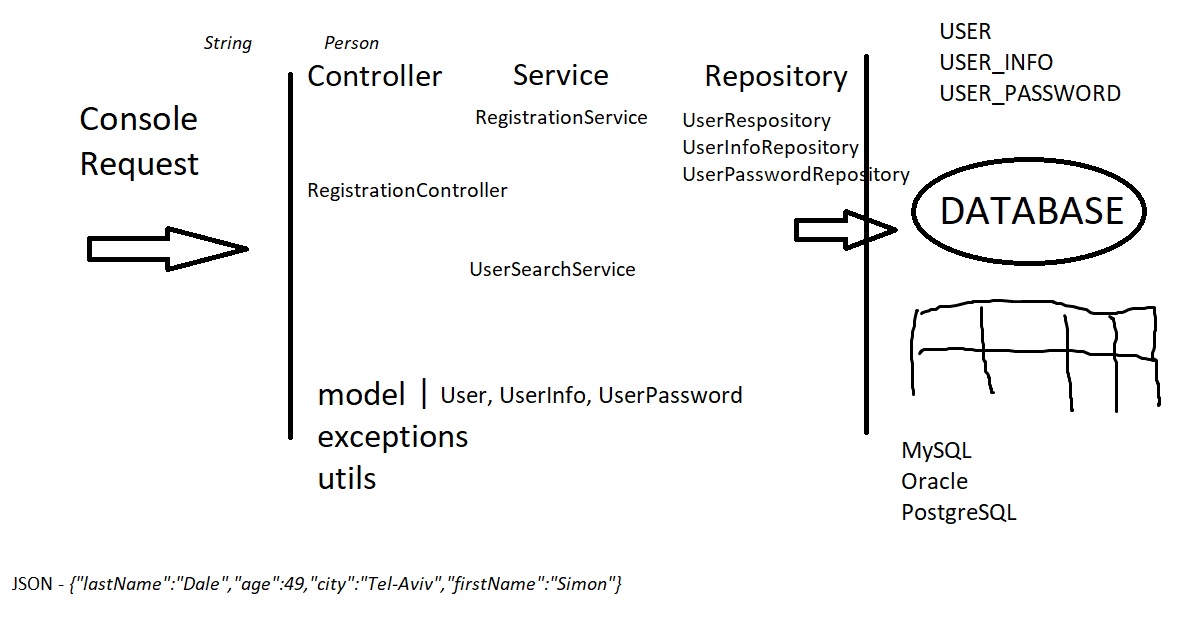 String
Person
Console
Request
Controller
RegistrationController
Service
RegistrationService
UserSearchService
Repository
UserRespository
UserInfoRepository
UserPasswordRepository
model | User, UserInfo, UserPassword
exceptions
utils
USER
USER_INFO
USER_PASSWORD
DATABASE
MySQL
Oracle
PostgreSQL
JSON - {"lastName":"Dale","age":49,"city":"Tel-Aviv","firstName":"Simon"}